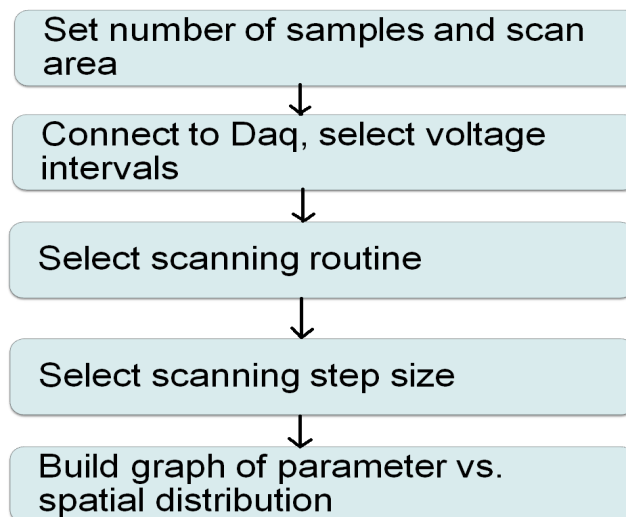 Set number of samples and scan
area
Connect to Daq, select voltage
intervals
Select scanning routine
Select scanning step size
Build graph of parameter vs.
spatial distribution